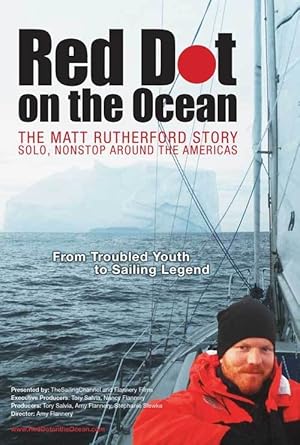 Red Dot
on the Ocean
THE MATT RUTHERFORD STORY
SOLO, NONSTOP AROUND THE AMERICAS
From Troubled Youth
to Sailing Legend
Presented by: TheSailingChannel and Flannery Films
Executive Producers: Tory Salvia, Nancy Flannery
Producers: Tory Salvia, Amy Flannery, Stephanie Slewka
Director: Amy Flannery
www.RedDotontheOcean.com